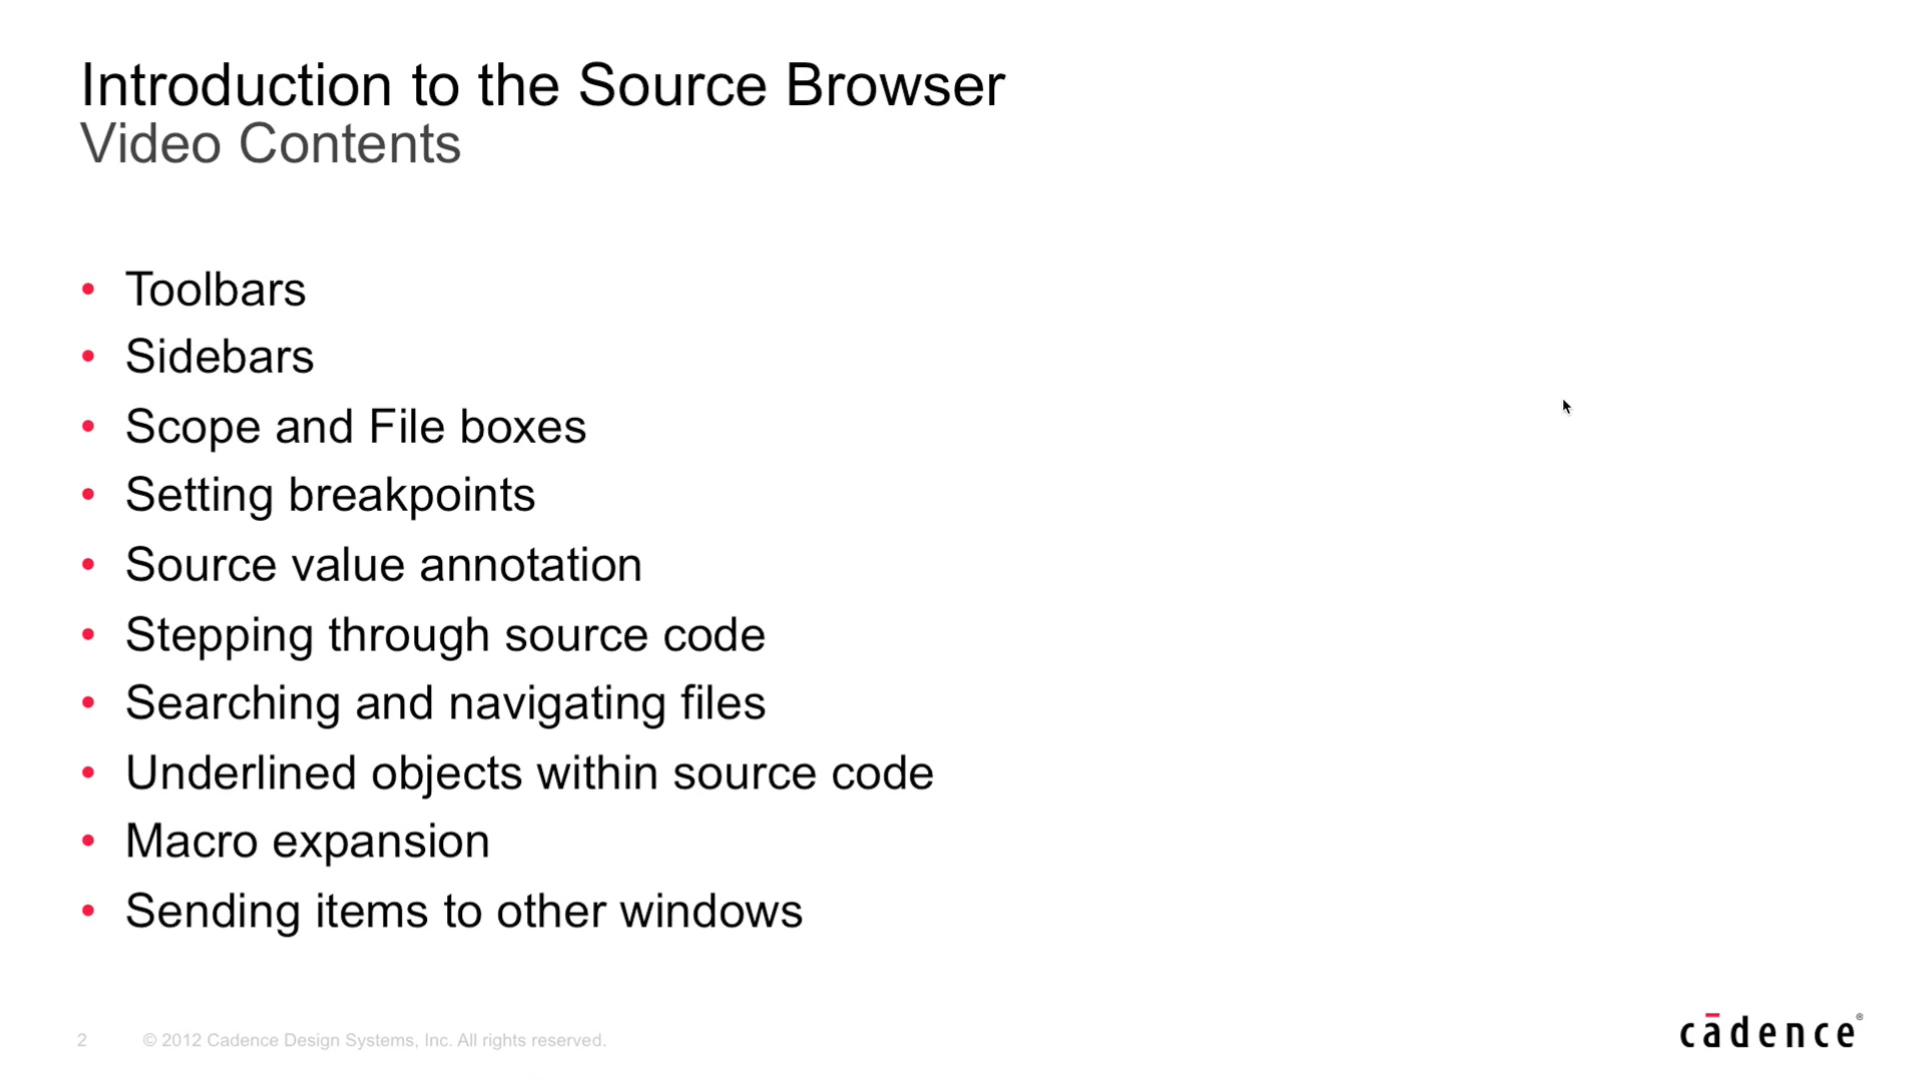 Introduction to the Source Browser
Video Contents
• Toolbars
• Sidebars
• Scope and File boxes
• Setting breakpoints
• Source value annotation
• Stepping through source code
• Searching and navigating files
• Underlined objects within source code
• Macro expansion
• Sending items to other windows
2 © 2012 Cadence Design Systems, Inc. All rights reserved.
cādence®